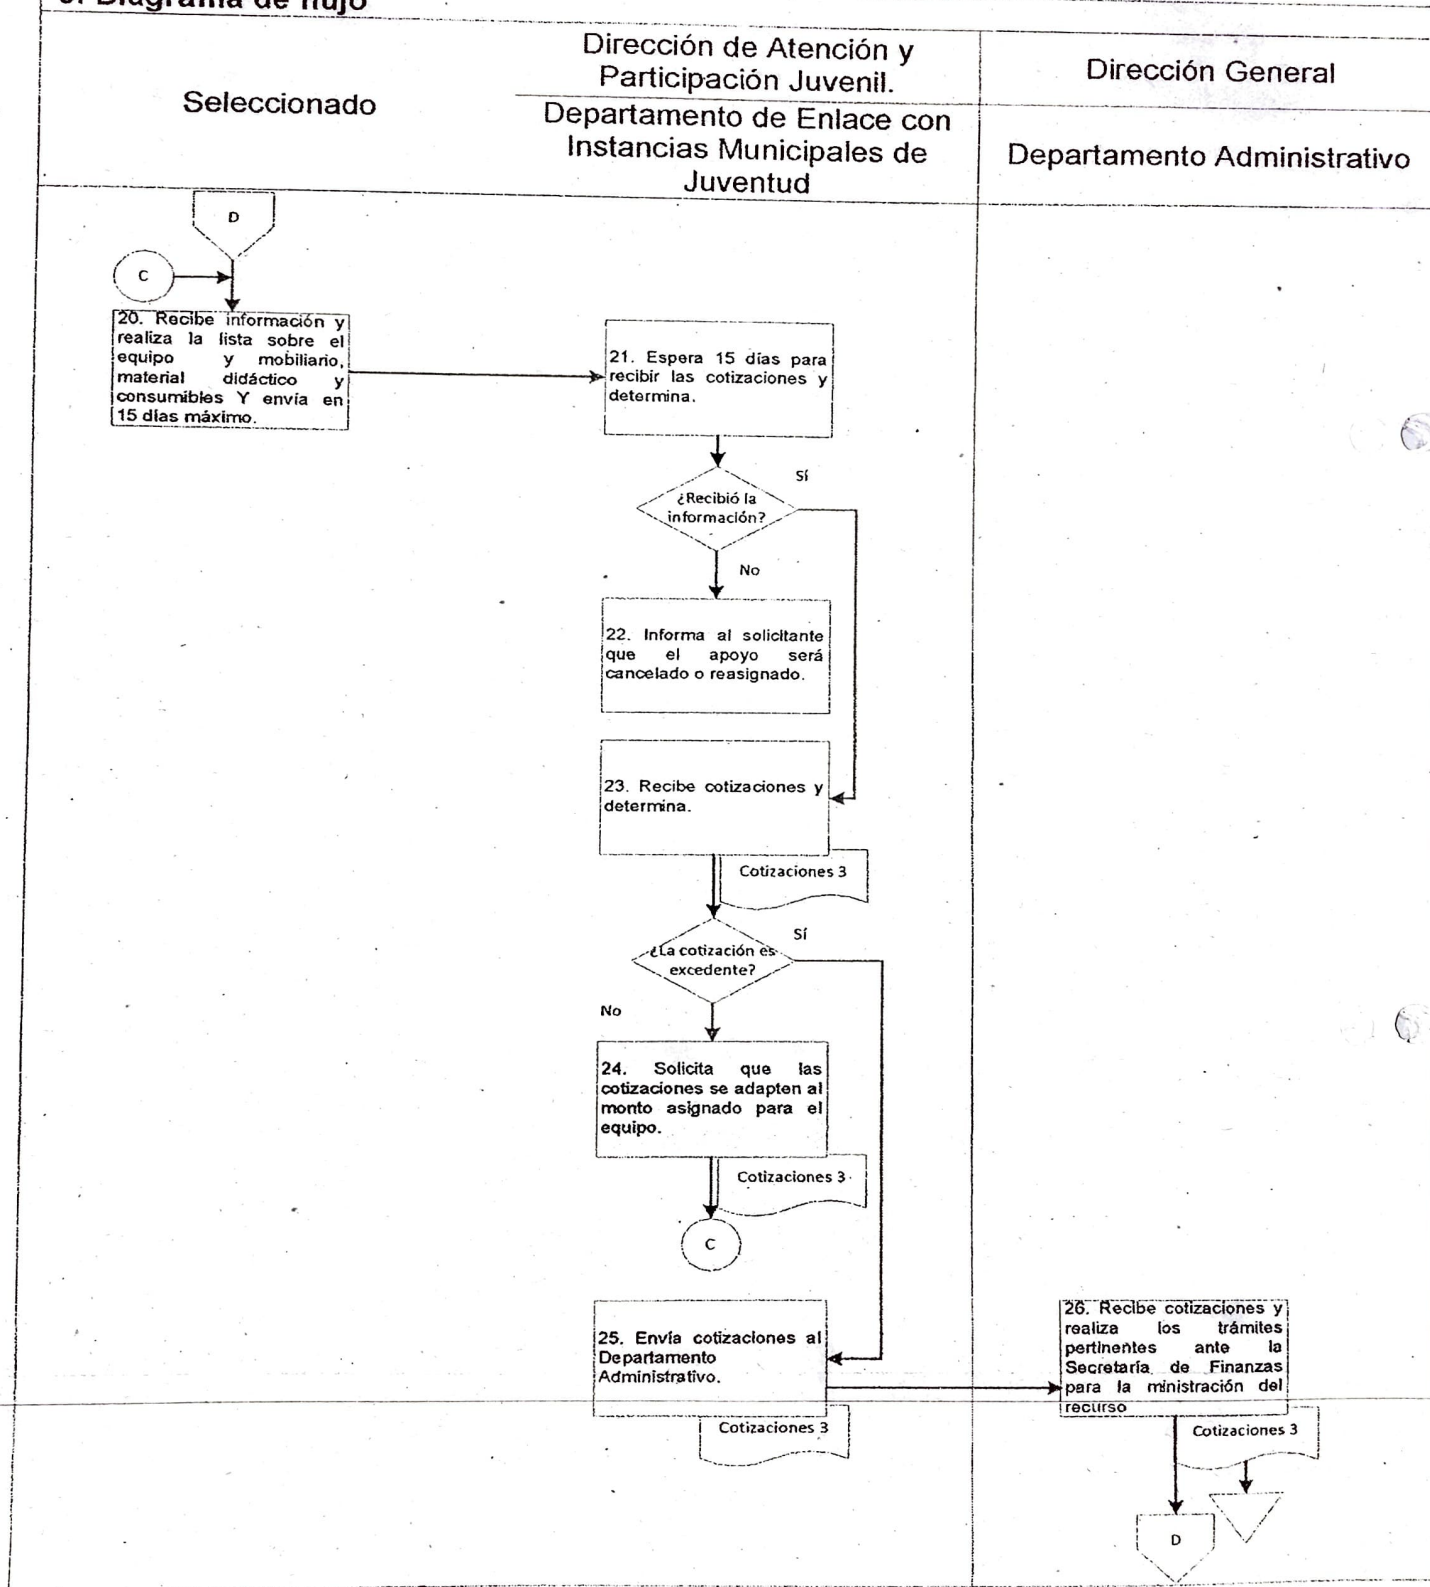 Diagrama de flujo
Seleccionado
Dirección de Atención y
Participación Juvenil.
Departamento de Enlace con
Instancias Municipales de
Juventud
Dirección General
Departamento Administrativo
D
C
20. Recibe información y
realiza la lista sobre el
equipo y mobiliario,
material didáctico y
consumibles Y envía en
15 días máximo.
21. Espera 15 días para
recibir las cotizaciones y
determina.
¿Recibió la
información?
Sí
No
22. Informa al solicitante
que el apoyo será
cancelado o reasignado.
23. Recibe cotizaciones y
determina.
Cotizaciones 3
¿La cotización es
excedente?
Sí
No
24. Solicita que las
cotizaciones se adapten al
monto asignado para el
equipo.
Cotizaciones 3
C
25. Envía cotizaciones al
Departamento
Administrativo.
Cotizaciones 3
26. Recibe cotizaciones y
realiza los trámites
pertinentes ante la
Secretaría de Finanzas
para la ministración del
recurso
Cotizaciones 3
D